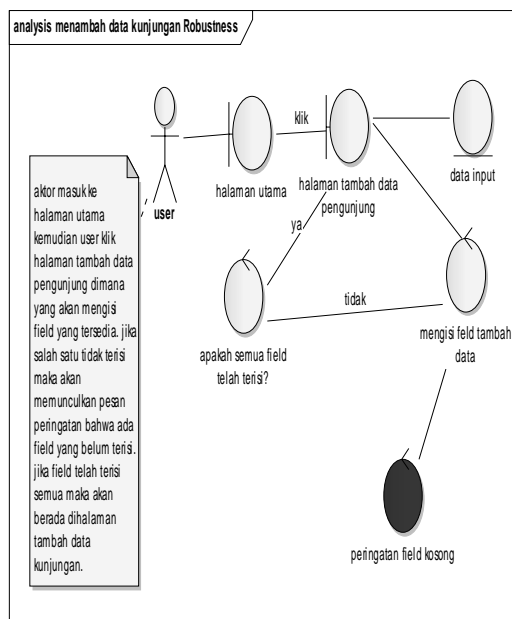 analysis menambah data kunjungan Robustness
klik
halaman utama
halaman tambah data
pengunjung
data input
user
aktor masuk ke
halaman utama
kemudian user klik
halaman tambah data
pengunjung dimana
yang akan mengisi
field yang tersedia. jika
salah satu tidak terisi
maka akan
memunculkan pesan
peringatan bahwa ada
field yang belum terisi.
jika field telah terisi
semua maka akan
berada dihalaman
tambah data
kunjungan.
ya
tidak
apakah semua field
telah terisi?
mengisi feld tambah
data
peringatan field kosong